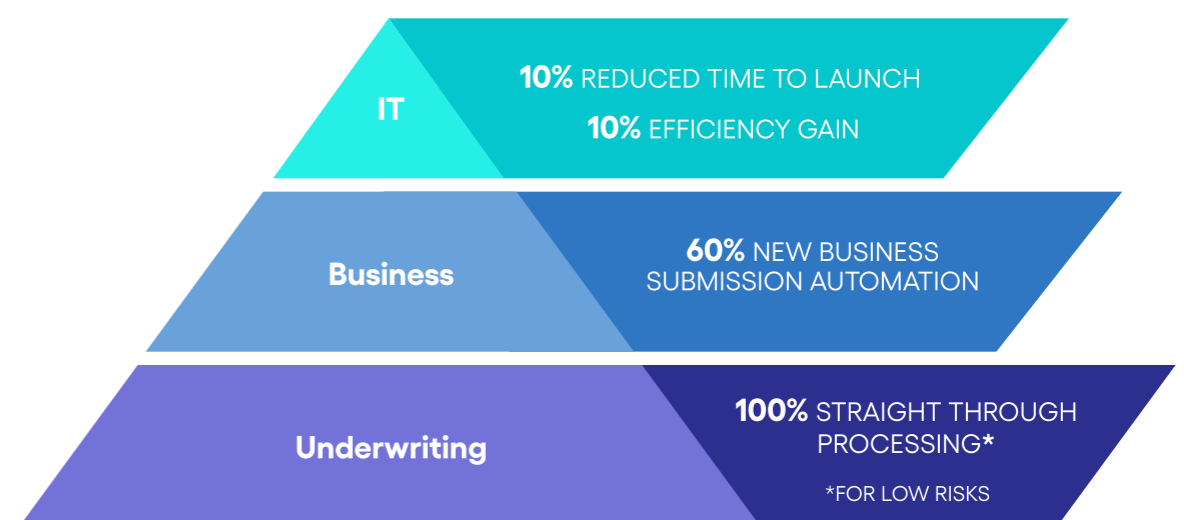 IT
10% REDUCED TIME TO LAUNCH
10% EFFICIENCY GAIN
Business
60% NEW BUSINESS
SUBMISSION AUTOMATION
Underwriting
100% STRAIGHT THROUGH
PROCESSING*
*FOR LOW RISKS